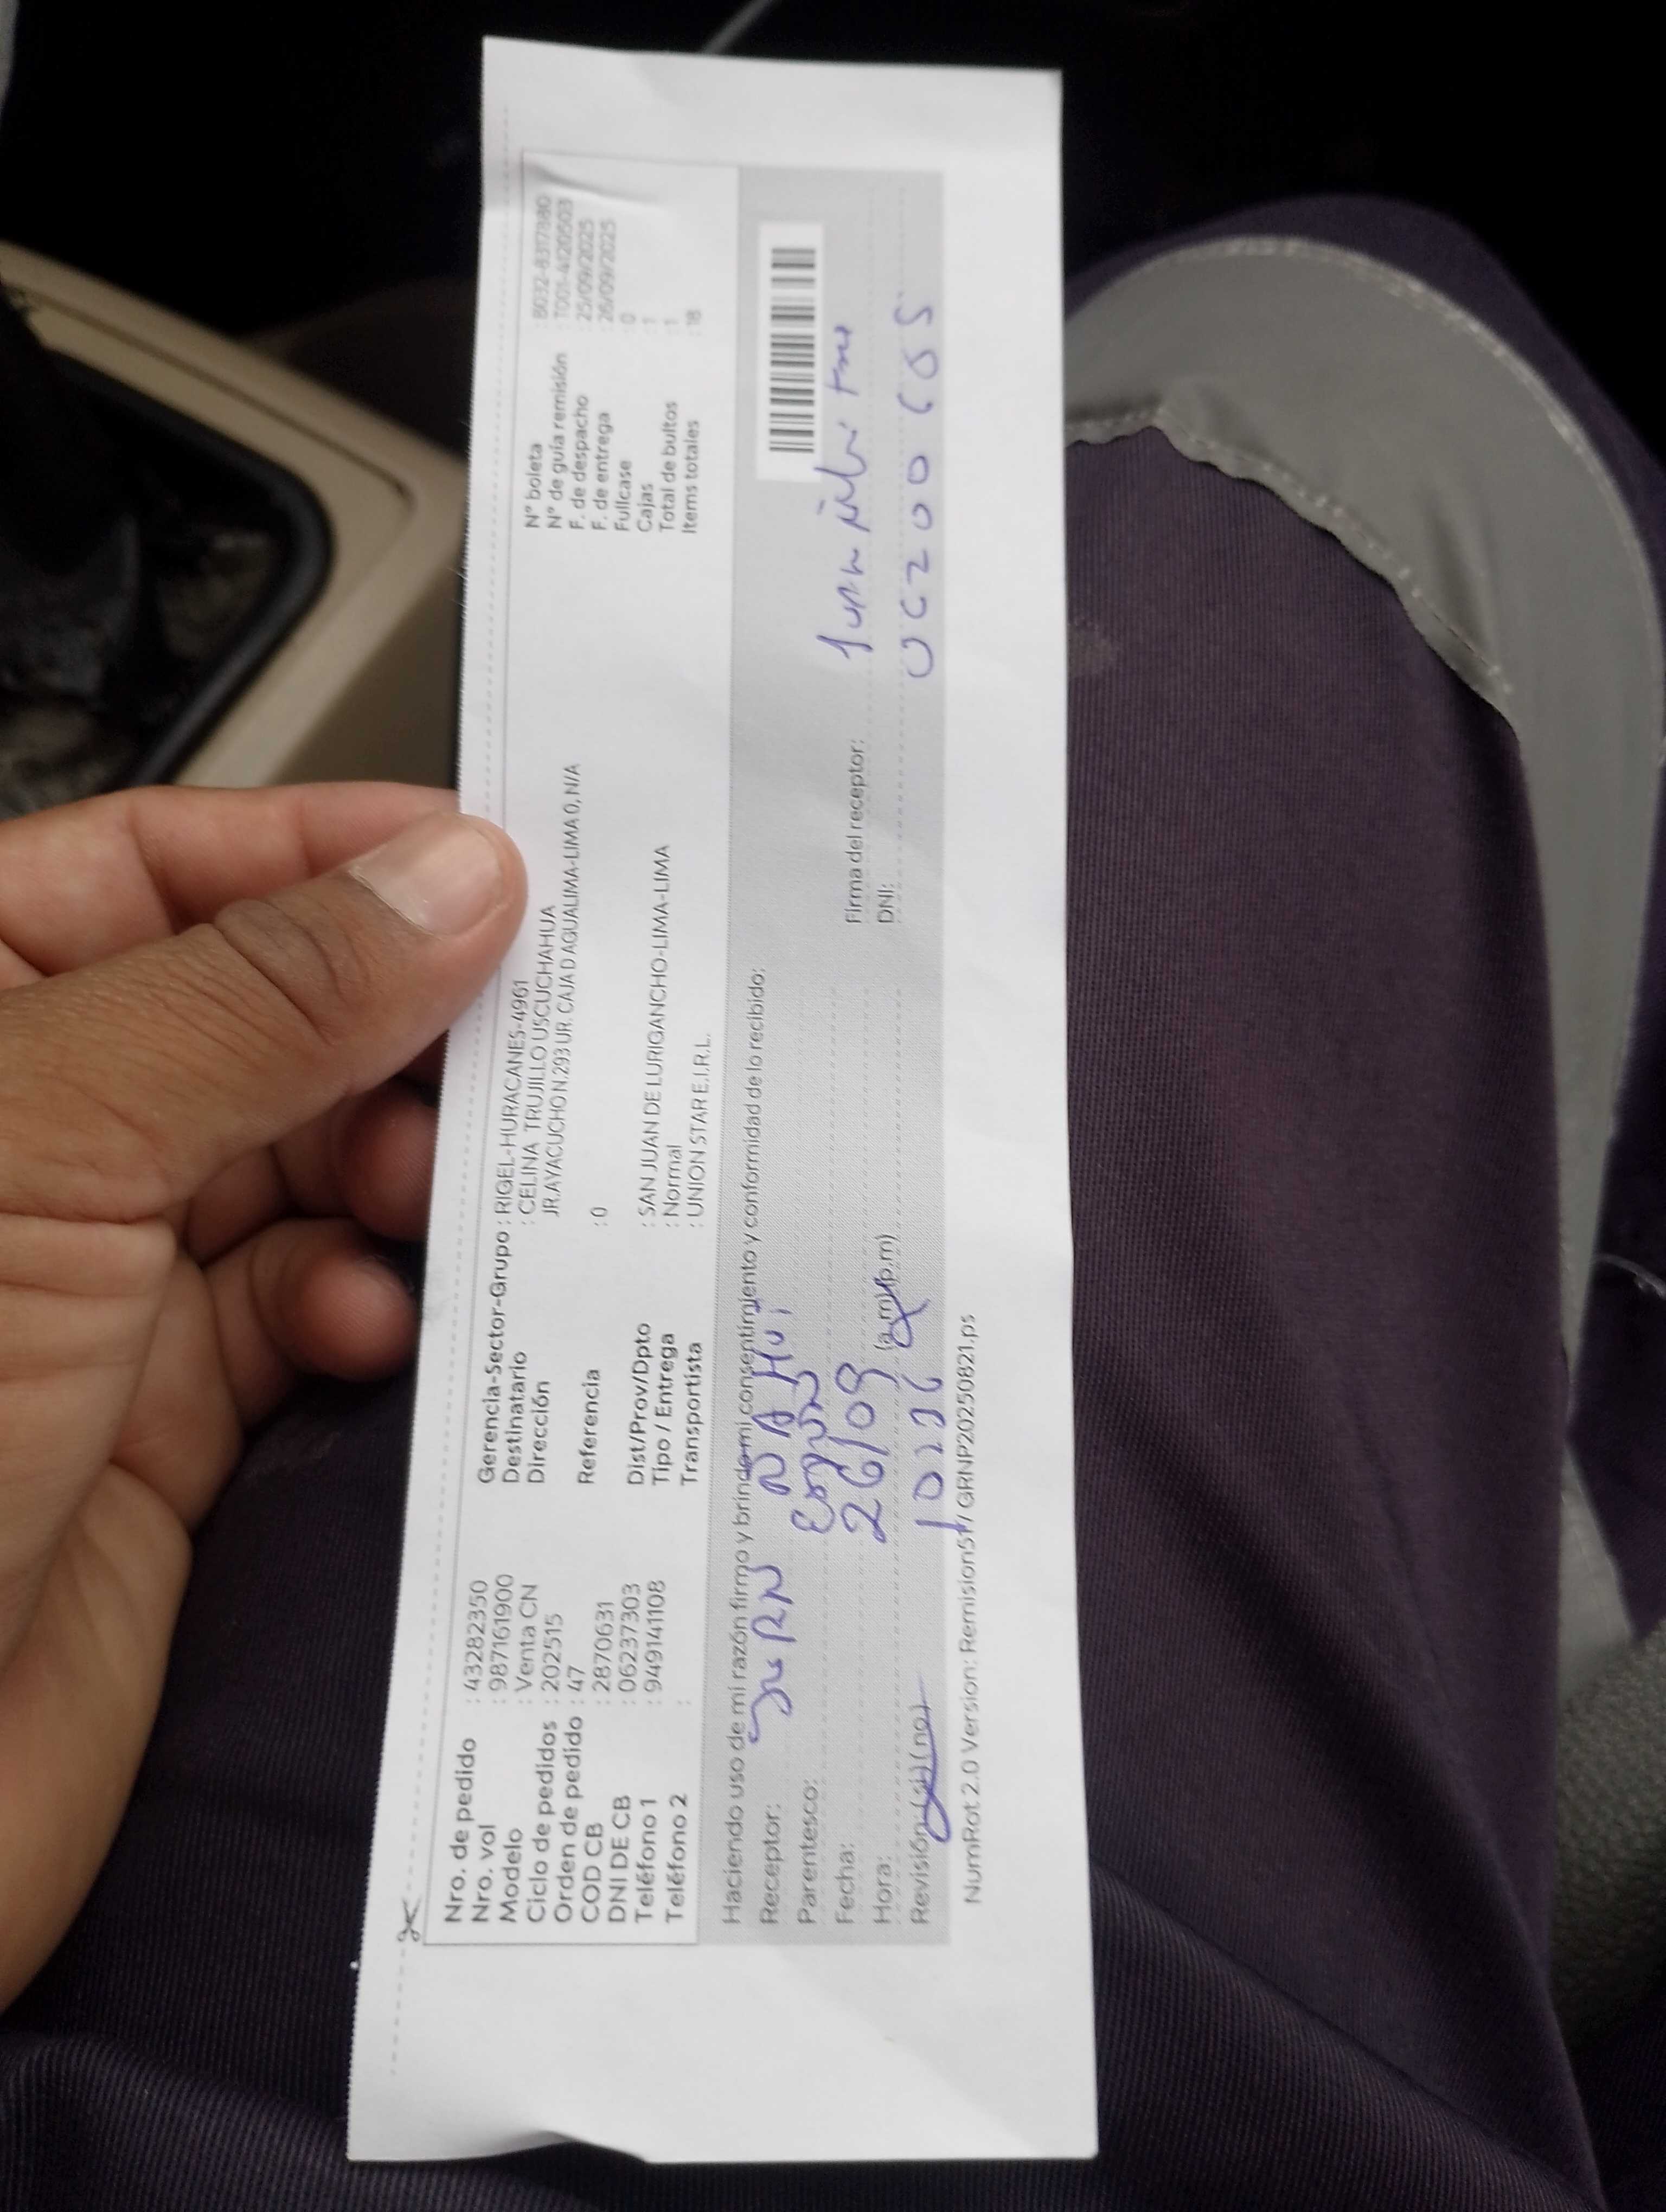 Nro. de pedido : 43282350
Nro. vol : 987161900
Modelo : Venta CN
Ciclo de pedidos : 202515
Orden de pedido : 47
COD CB : 2870631
DNI DE CB : 06237303
Teléfono 1 : 949141108
Teléfono 2 :
Gerencia-Sector-Grupo : RIGEL-HURACANES-4961
Destinatario : CELINA TRUJILLO USCUCHAHUA
Dirección JR.AYACUCHO N.293 UR. CAJA D AGUALIMA-LIMA 0, N/A
Referencia : 0
Dist/Prov/Dpto : SAN JUAN DE LURIGANCHO-LIMA-LIMA
Tipo / Entrega : Normal
Transportista : UNION STAR E.I.R.L.
N° boleta : B032-8317880
N° de guía remisión : T001-4120503
F. de despacho : 25/09/2025
F. de entrega : 26/09/2025
Fullcase : 0
Cajas : 1
Total de bultos : 1
Items totales : 18
Haciendo uso de mi razón firmo y brindo mi consentimiento y conformidad de lo recibido:
Receptor: NAHUI
Parentesco:
Fecha: 26/09
Hora: (a.m)(p.m)
Revisión (si) (no)
Firma del receptor:
DNI:
NumRot 2.0 Version: RemisionSf / GRNP20250821.ps